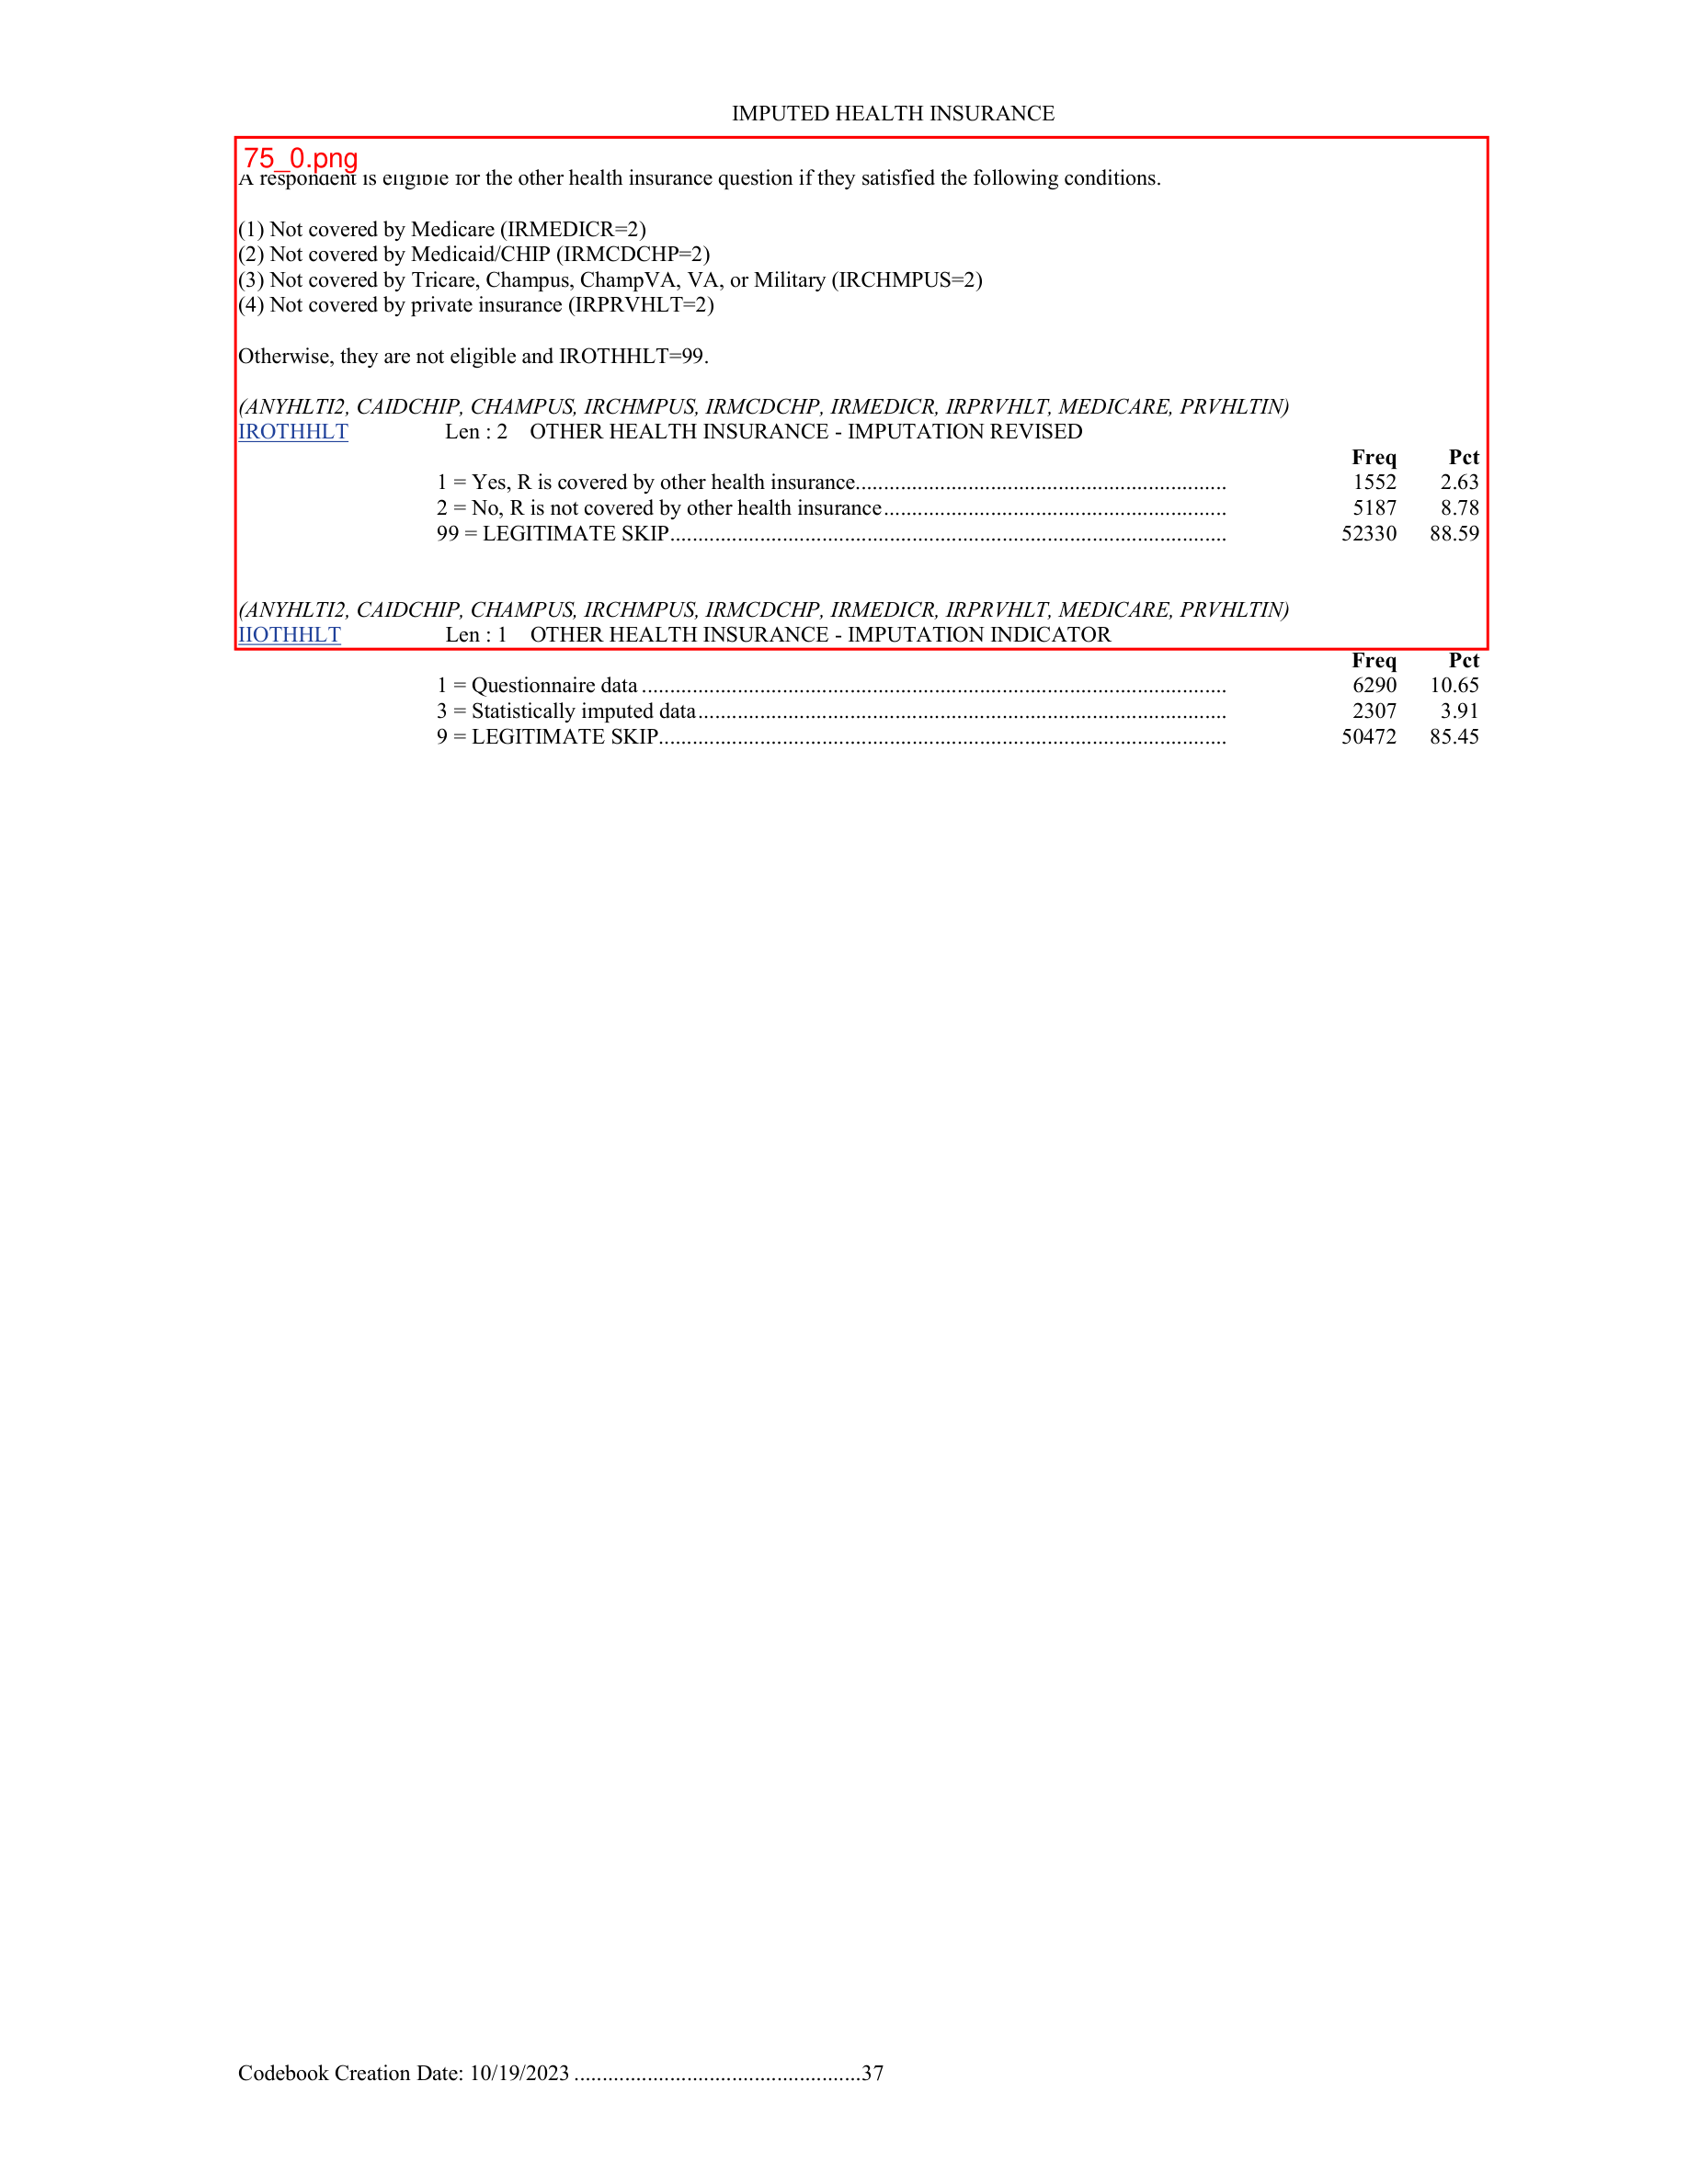 IMPUTED HEALTH INSURANCE
75_0.png
A respondent is eligible for the other health insurance question if they satisfied the following conditions.
(1) Not covered by Medicare (IRMEDICR=2)
(2) Not covered by Medicaid/CHIP (IRMCDCHP=2)
(3) Not covered by Tricare, Champus, ChampVA, VA, or Military (IRCHMPUS=2)
(4) Not covered by private insurance (IRPRVHLT=2)
Otherwise, they are not eligible and IROTHHLT=99.
(ANYHLTI2, CAIDCHIP, CHAMPUS, IRCHMPUS, IRMCDCHP, IRMEDICR, IRPRVHLT, MEDICARE, PRVHLTIN)
IROTHHLT Len : 2 OTHER HEALTH INSURANCE - IMPUTATION REVISED
Freq Pct
1 = Yes, R is covered by other health insurance.................................................................. 1552 2.63
2 = No, R is not covered by other health insurance............................................................. 5187 8.78
99 = LEGITIMATE SKIP................................................................................................... 52330 88.59
(ANYHLTI2, CAIDCHIP, CHAMPUS, IRCHMPUS, IRMCDCHP, IRMEDICR, IRPRVHLT, MEDICARE, PRVHLTIN)
IIOTHHLT Len : 1 OTHER HEALTH INSURANCE - IMPUTATION INDICATOR
Freq Pct
1 = Questionnaire data ........................................................................................................ 6290 10.65
3 = Statistically imputed data.............................................................................................. 2307 3.91
9 = LEGITIMATE SKIP..................................................................................................... 50472 85.45
Codebook Creation Date: 10/19/2023 ...................................................37